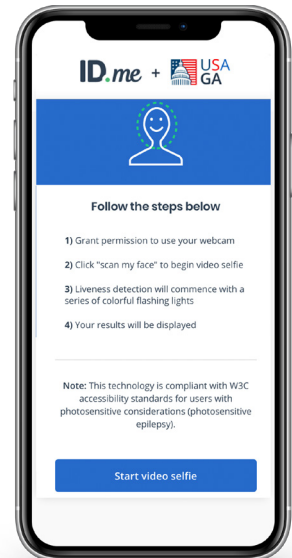 ID.me + USA
GA
Follow the steps below
1) Grant permission to use your webcam
2) Click "scan my face" to begin video selfie
3) Liveness detection will commence with a
series of colorful flashing lights
4) Your results will be displayed
Note: This technology is compliant with W3C
accessibility standards for users with
photosensitive considerations (photosensitive
epilepsy).
Start video selfie